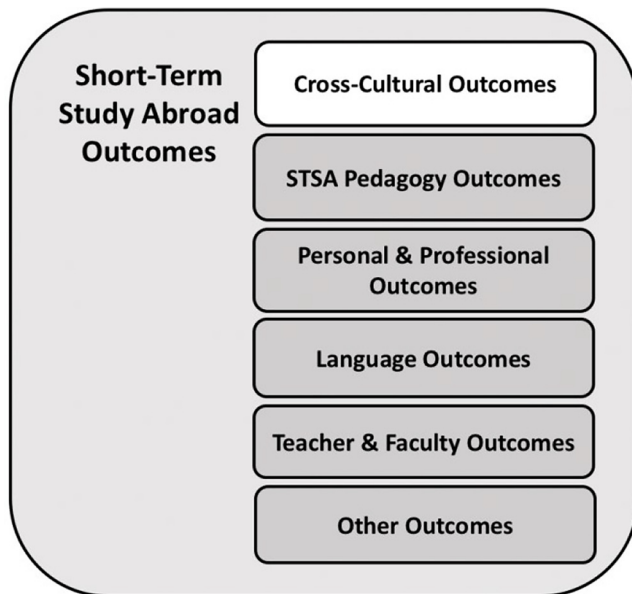 Short-Term
Study Abroad
Outcomes
Cross-Cultural Outcomes
STSA Pedagogy Outcomes
Personal & Professional
Outcomes
Language Outcomes
Teacher & Faculty Outcomes
Other Outcomes